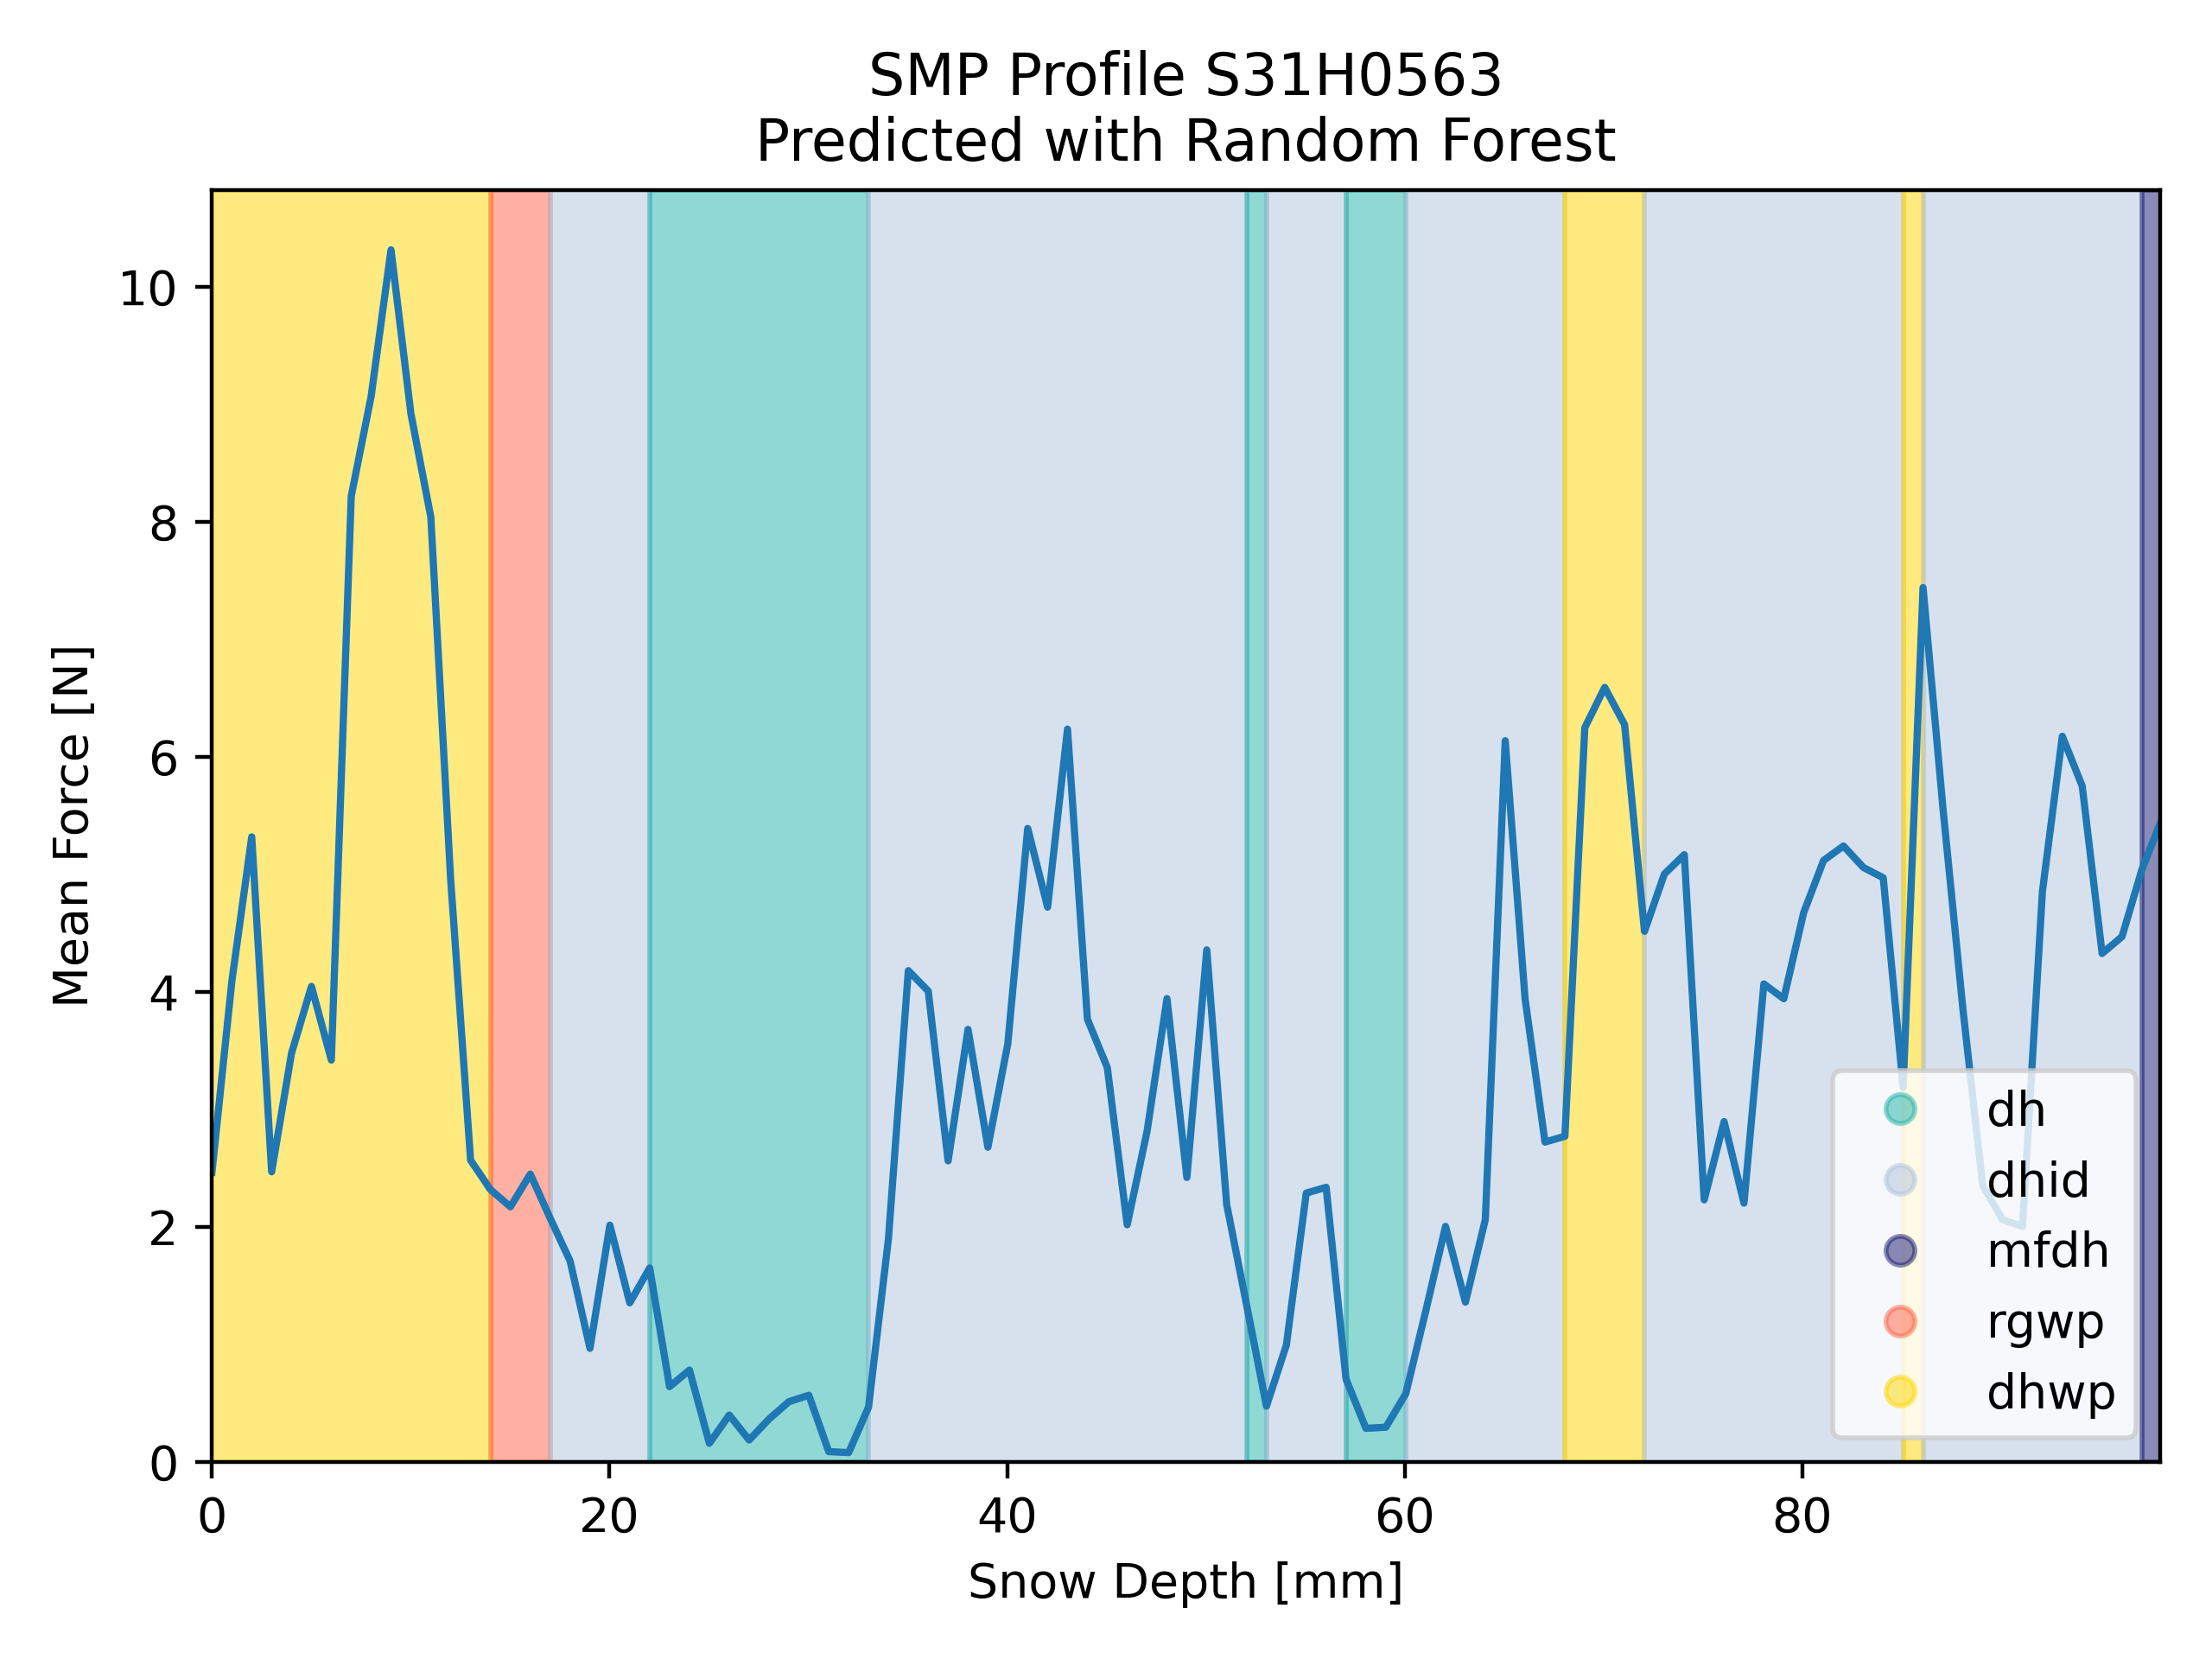 SMP Profile S31H0563
Predicted with Random Forest
Mean Force [N]
10
8
6
4
2
0
0 20 40 60 80
Snow Depth [mm]
dh
dhid
mfdh
rgwp
dhwp